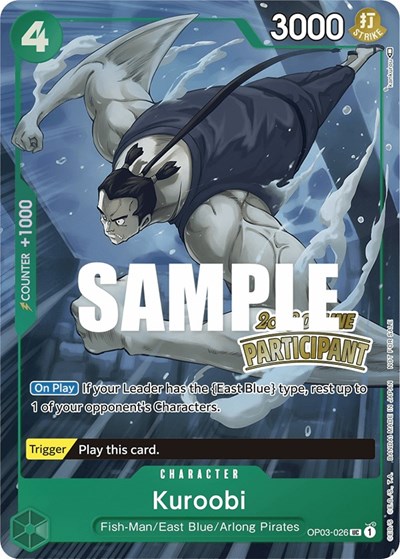 4
3000
打
STRIKE
COUNTER +1000
SAMPLE
PARTICIPANT
On Play If your Leader has the {East Blue} type, rest up to
1 of your opponent's Characters.
Trigger Play this card.
CHARACTER
Kuroobi
Fish-Man/East Blue/Arlong Pirates
OP03-026 UC 1
BANDAI MADE IN JAPAN NOT FOR SALE